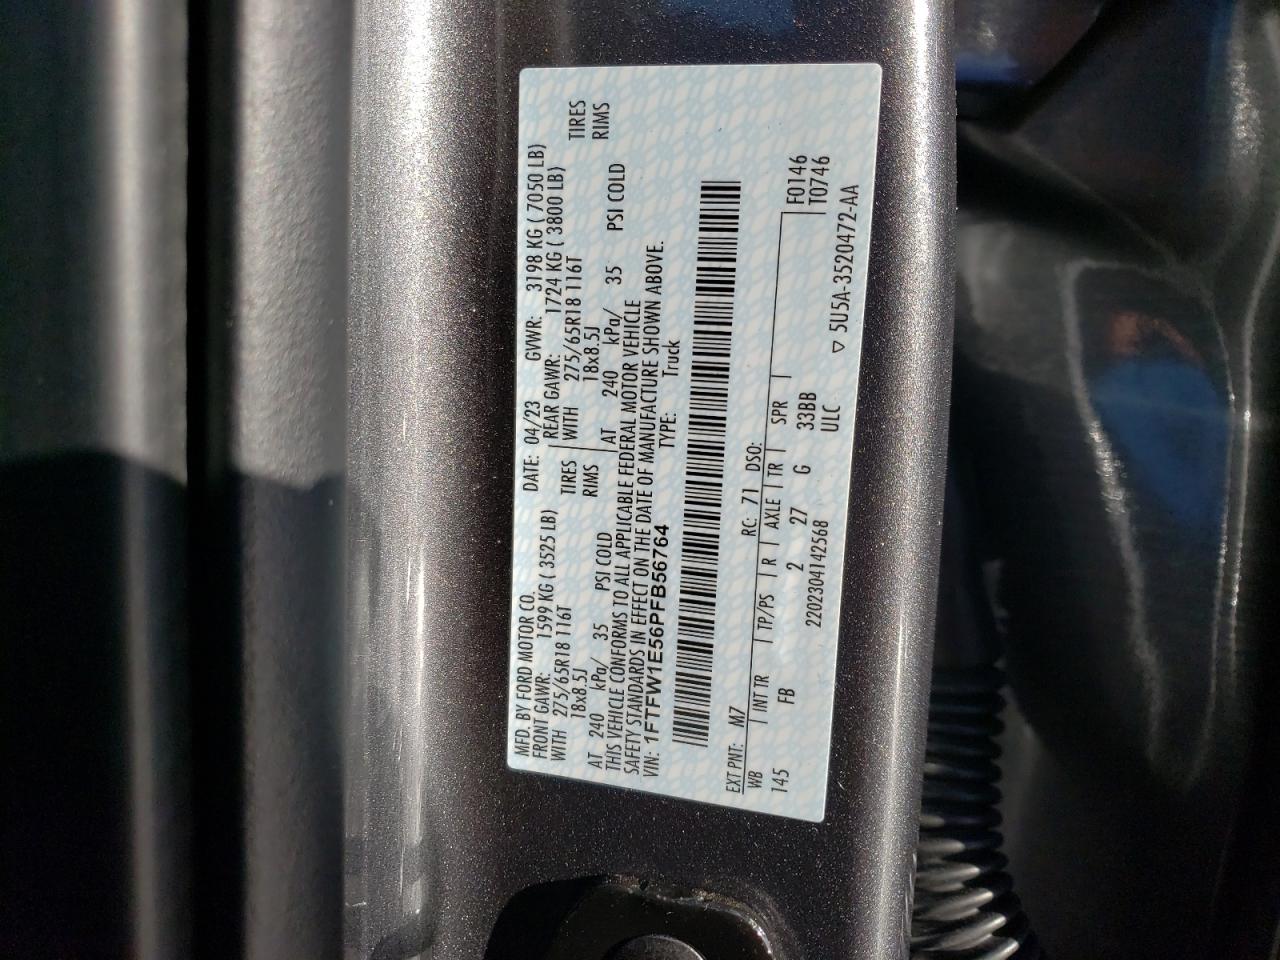 MFD. BY FORD MOTOR CO. DATE: 04/23 GVWR: 3198 KG ( 7050 LB)
FRONT GAWR: 1599 KG ( 3525 LB) REAR GAWR: 1724 KG ( 3800 LB)
WITH 275/65R18 116T TIRES WITH 275/65R18 116T TIRES
18x8.5J RIMS 18x8.5J RIMS
AT 240 kPa/ 35 PSI COLD AT 240 kPa/ 35 PSI COLD
THIS VEHICLE CONFORMS TO ALL APPLICABLE FEDERAL MOTOR VEHICLE
SAFETY STANDARDS IN EFFECT ON THE DATE OF MANUFACTURE SHOWN ABOVE.
VIN: 1FTFW1E56PFB56764 TYPE: Truck
EXT PNT: M7 RC: 71 DSO:
WB INT TR TP/PS R AXLE TR SPR F0146
145 FB 2 27 G 33BB T0746
2202304142568 ULC
▽ 5U5A-3520472-AA